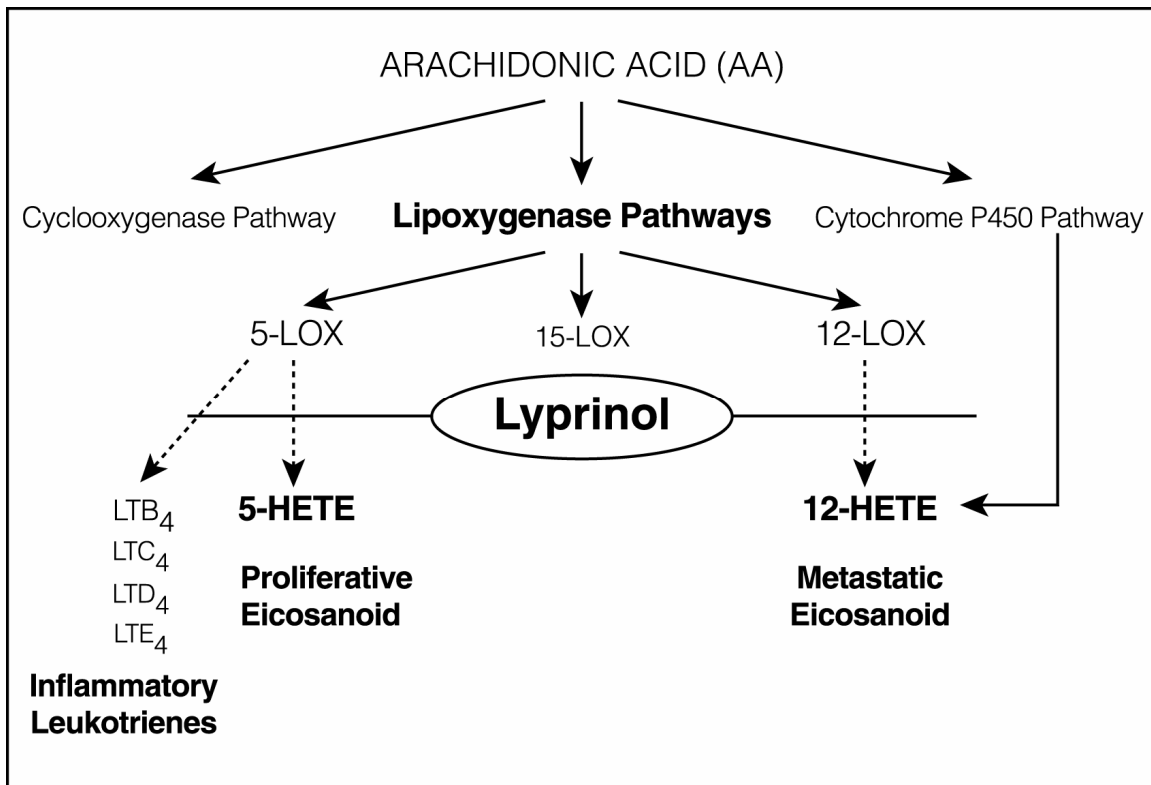 ARACHIDONIC ACID (AA)
Cyclooxygenase Pathway
Lipoxygenase Pathways
Cytochrome P450 Pathway
5-LOX
15-LOX
12-LOX
Lyprinol
LTB4
LTC4
LTD4
LTE4
Inflammatory
Leukotrienes
5-HETE
Proliferative
Eicosanoid
12-HETE
Metastatic
Eicosanoid